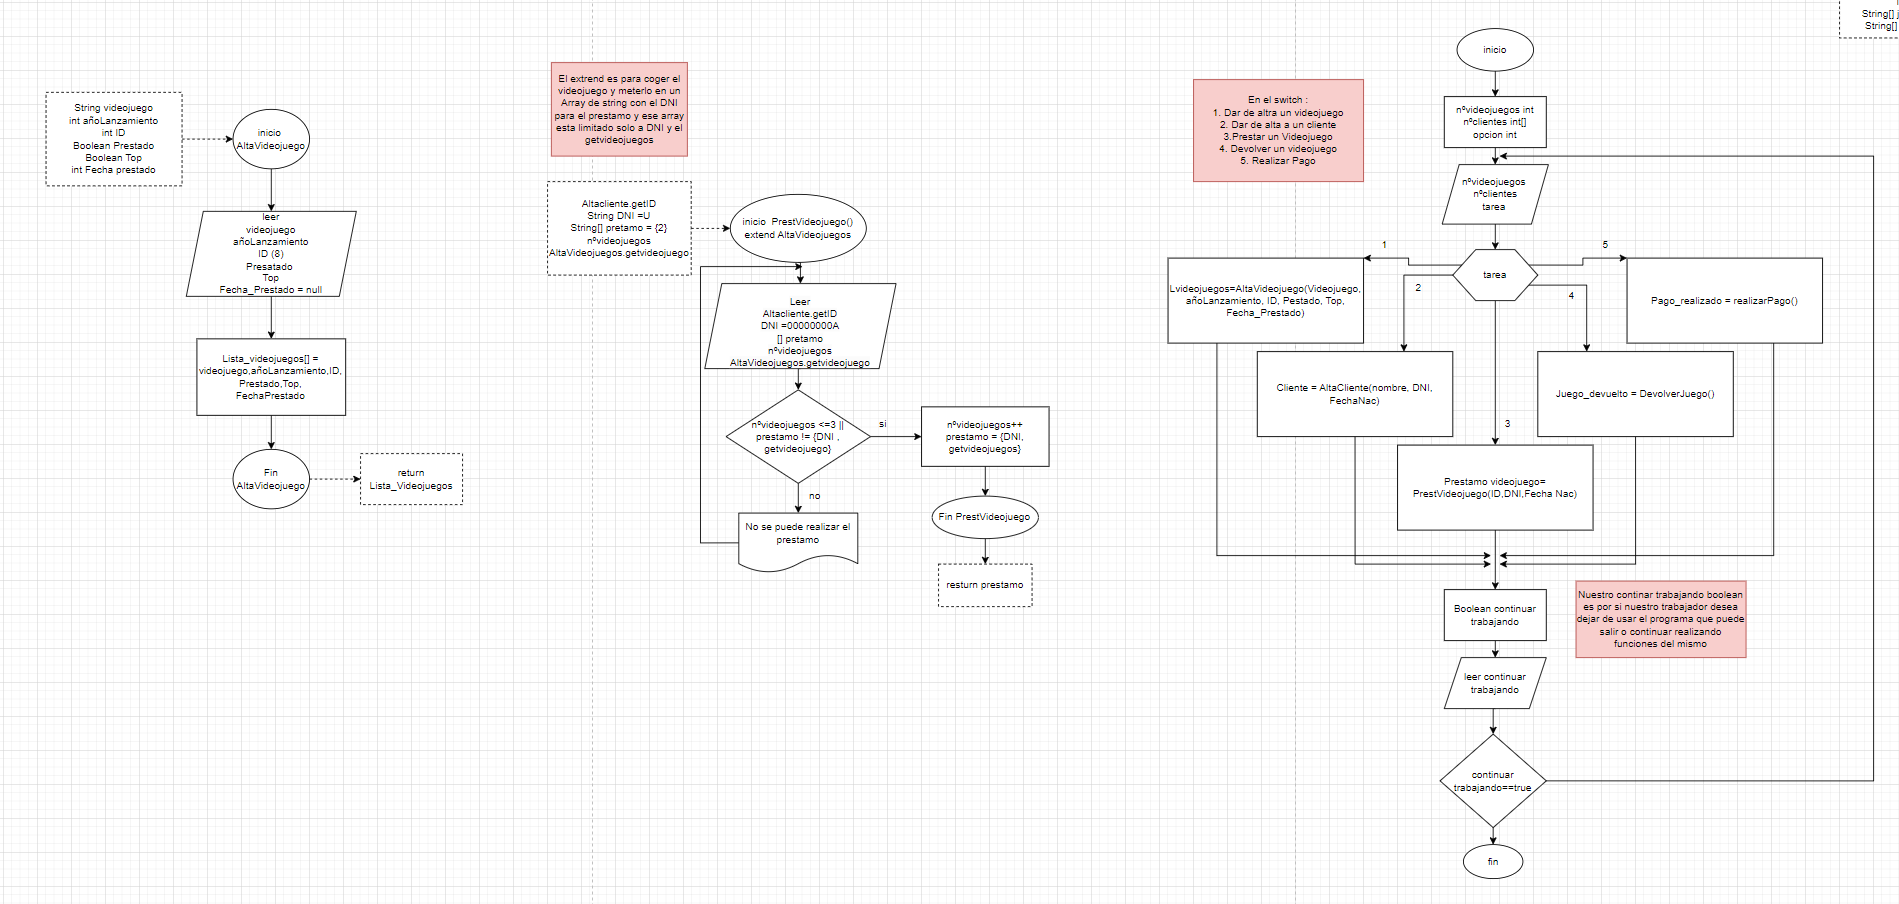 String videojuego
int añoLanzamiento
int ID
Boolean Prestado
Boolean Top
int Fecha prestado
inicio
AltaVideojuego
leer
videojuego
añoLanzamiento
ID (8)
Presatado
Top
Fecha_Prestado = null
Lista_videojuegos[] =
videojuego,añoLanzamiento,ID,
Prestado,Top,
FechaPrestado
Fin
AltaVideojuego
return
Lista_Videojuegos
El extrend es para coger el
videojuego y meterlo en un
Array de string con el DNI
para el prestamo y ese array
esta limitado solo a DNI y el
getvideojuegos
Altacliente.getID
String DNI =U
String[] pretamo = {2}
nºvideojuegos
AltaVideojuegos.getvideojuego
inicio PrestVideojuego()
extend AltaVideojuegos
Leer
Altacliente.getID
DNI =00000000A
[] pretamo
nºvideojuegos
AltaVideojuegos.getvideojuego
nºvideojuegos <=3 ||
prestamo != {DNI ,
getvideojuego}
si
no
nºvideojuegos++
prestamo = {DNI,
getvideojuegos}
Fin PrestVideojuego
resturn prestamo
No se puede realizar el
prestamo
En el switch :
1. Dar de altra un videojuego
2. Dar de alta a un cliente
3.Prestar un Videojuego
4. Devolver un videojuego
5. Realizar Pago
String[] j
String[]
inicio
nºvideojuegos int
nºclientes int[]
opcion int
nºvideojuegos
nºclientes
tarea
tarea
1
2
3
4
5
Lvideojuegos=AltaVideojuego(Videojuego,
añoLanzamiento, ID, Pestado, Top,
Fecha_Prestado)
Cliente = AltaCliente(nombre, DNI,
FechaNac)
Prestamo videojuego=
PrestVideojuego(ID,DNI,Fecha Nac)
Juego_devuelto = DevolverJuego()
Pago_realizado = realizarPago()
Boolean continuar
trabajando
Nuestro continar trabajando boolean
es por si nuestro trabajador desea
dejar de usar el programa que puede
salir o continuar realizando
funciones del mismo
leer continuar
trabajando
continuar
trabajando==true
fin